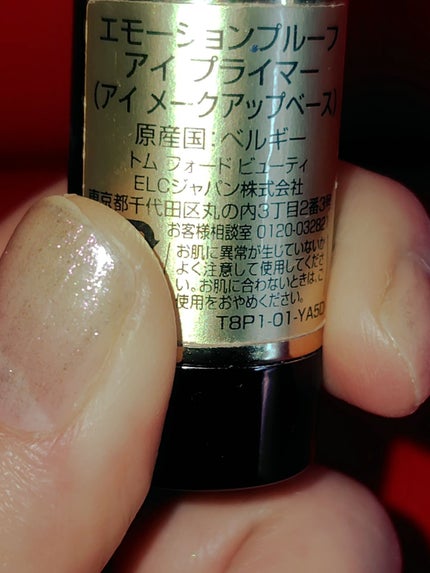 エモーションプルーフ
アイ プライマー
(アイ メークアップベース)
原産国:ベルギー
トム フォード ビューティ
ELCジャパン株式会社
東京都千代田区丸の内3丁目2番3号
お客様相談室 0120-03282
お肌に異常が生じていないか
よく注意して使用してくださ
い。お肌に合わないときは、ご
使用をおやめください。
T8P1-01-YA5D